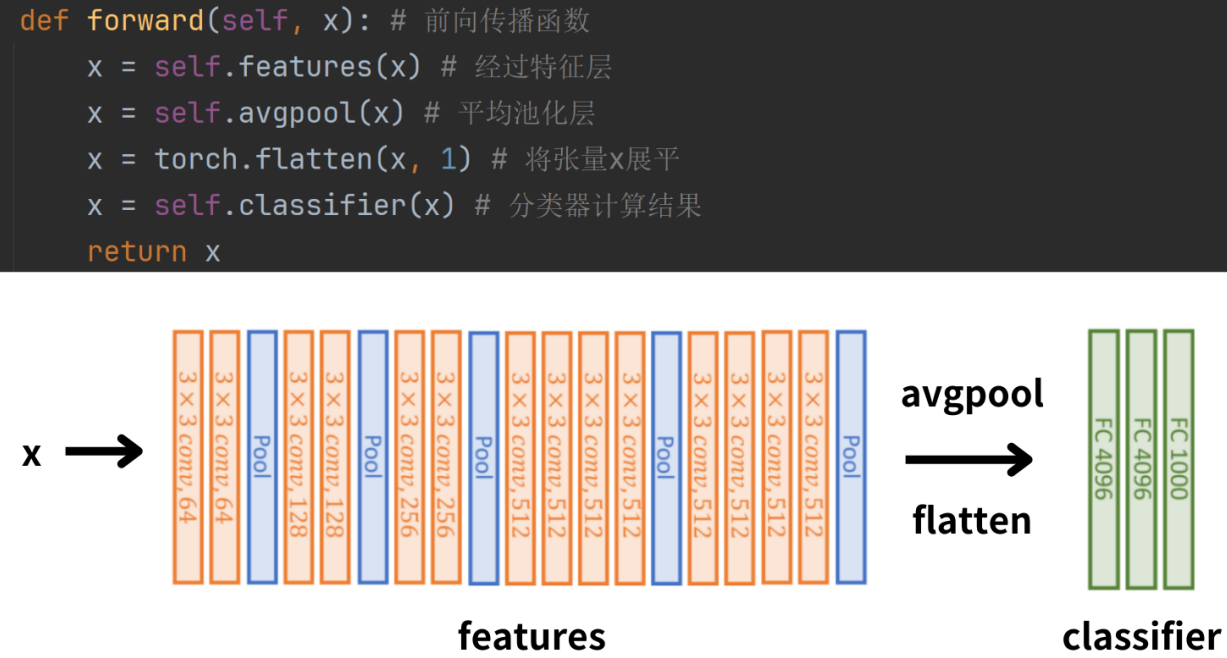 def forward(self, x): # 前向传播函数
x = self.features(x) # 经过特征层
x = self.avgpool(x) # 平均池化层
x = torch.flatten(x, 1) # 将张量x展平
x = self.classifier(x) # 分类器计算结果
return x
x
3×3 conv, 64
3×3 conv, 64
Pool
3×3 conv, 128
3×3 conv, 128
Pool
3×3 conv, 256
3×3 conv, 256
Pool
3×3 conv, 512
3×3 conv, 512
3×3 conv, 512
3×3 conv, 512
Pool
3×3 conv, 512
3×3 conv, 512
3×3 conv, 512
3×3 conv, 512
Pool
avgpool
flatten
FC 4096
FC 4096
FC 1000
features
classifier